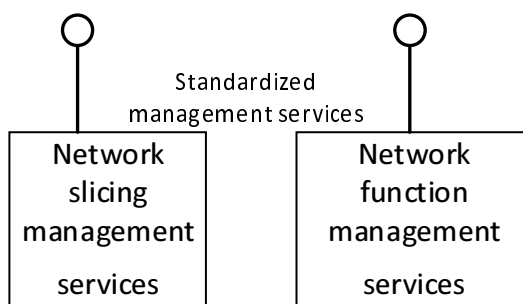 Standardized
management services
Network
slicing
management
services
Network
function
management
services